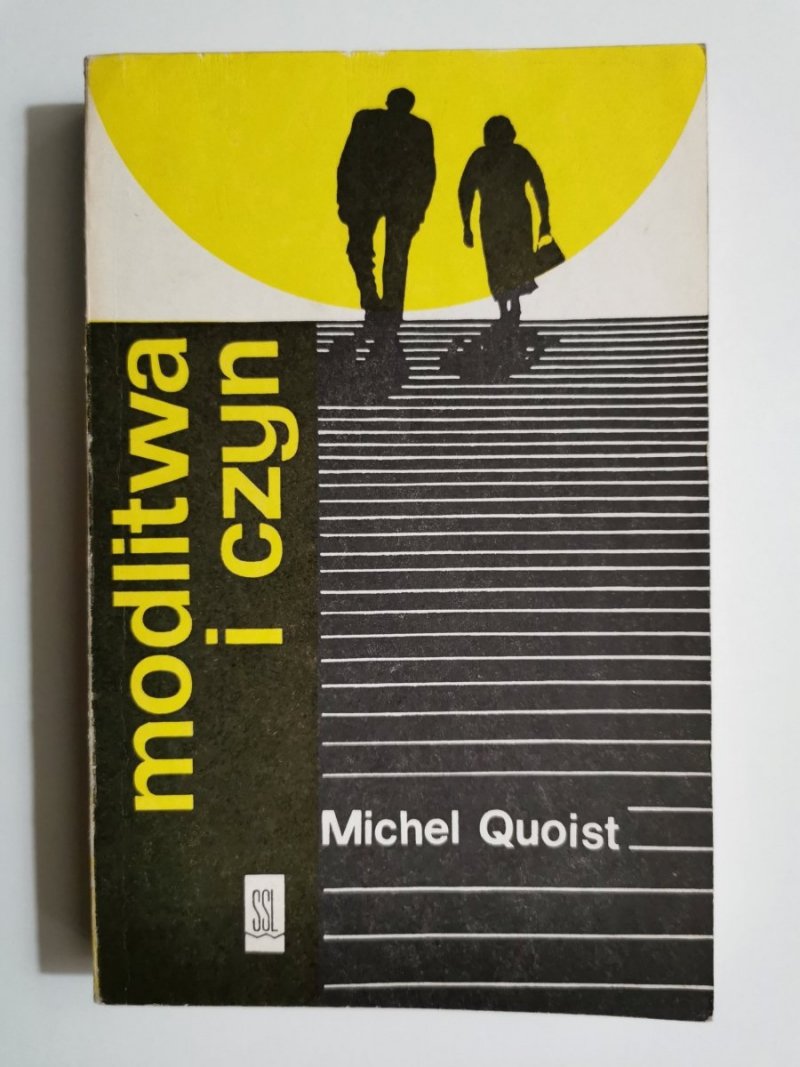 modlitwa
i czyn
Michel Quoist
SSL